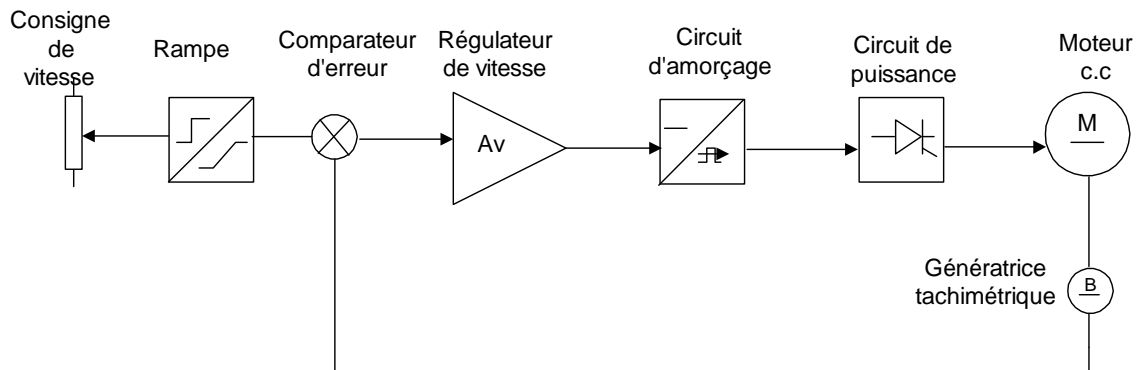 Consigne
de
vitesse
Rampe
Comparateur
d'erreur
Régulateur
de vitesse
Circuit
d'amorçage
Circuit de
puissance
Moteur
c.c
Av
M
Génératrice
tachimétrique
B